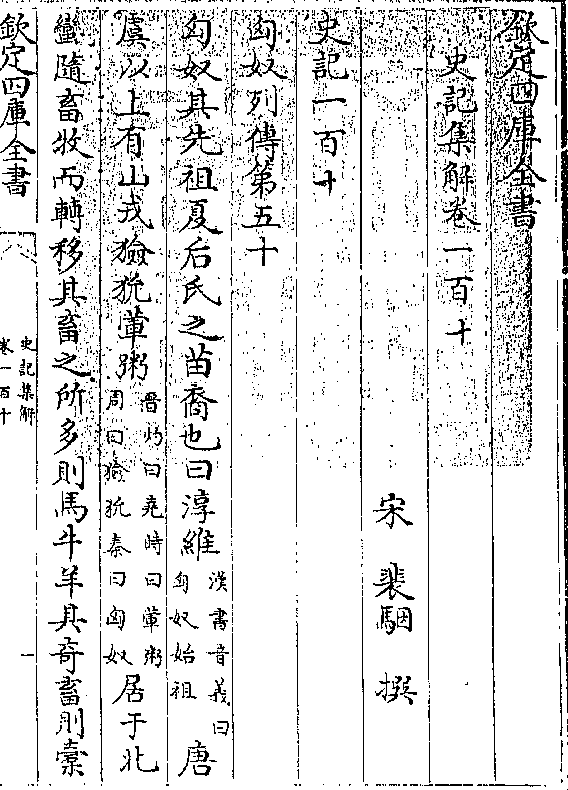 欽定四庫全書
史記集解卷一百十
宋 裴駰 撰
史記一百十
匈奴列傳第五十
匈奴其先祖夏后氏之苗裔也曰淳維漢書音義曰匈奴始祖唐
虞以上有山戎獫狁葷粥晋灼曰堯時曰葷粥周曰獫狁秦曰匈奴居于北
蠻隨畜牧而轉移其畜之所多則馬牛羊其奇畜則橐
欽定四庫全書
史記集解
卷一百十
一